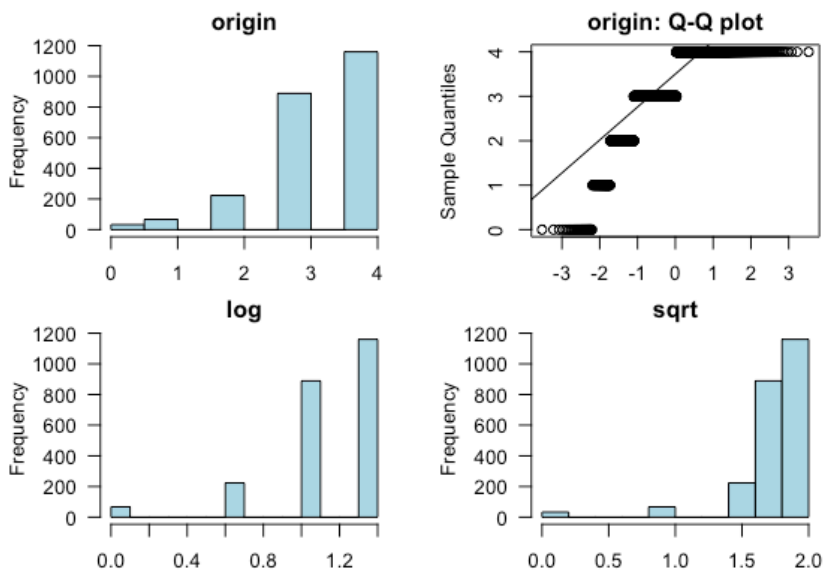 origin
Frequency
0 200 400 600 800 1000 1200
0 1 2 3 4
origin: Q-Q plot
Sample Quantiles
0 1 2 3 4
-3 -2 -1 0 1 2 3
log
Frequency
0 200 400 600 800 1000 1200
0.0 0.4 0.8 1.2
sqrt
Frequency
0 200 400 600 800 1000 1200
0.0 0.5 1.0 1.5 2.0